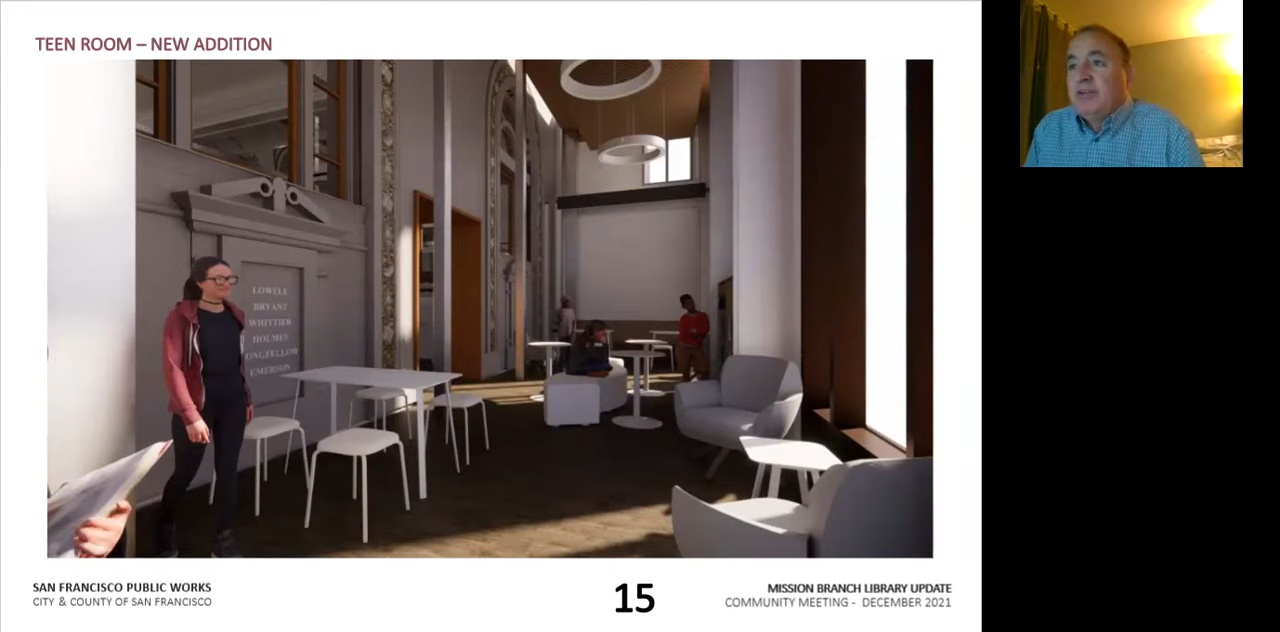 TEEN ROOM – NEW ADDITION
LOWELL
BRYANT
WHITTIER
HOLMES
ONGFELLOW
EMERSON
SAN FRANCISCO PUBLIC WORKS
CITY & COUNTY OF SAN FRANCISCO
15
MISSION BRANCH LIBRARY UPDATE
COMMUNITY MEETING - DECEMBER 2021